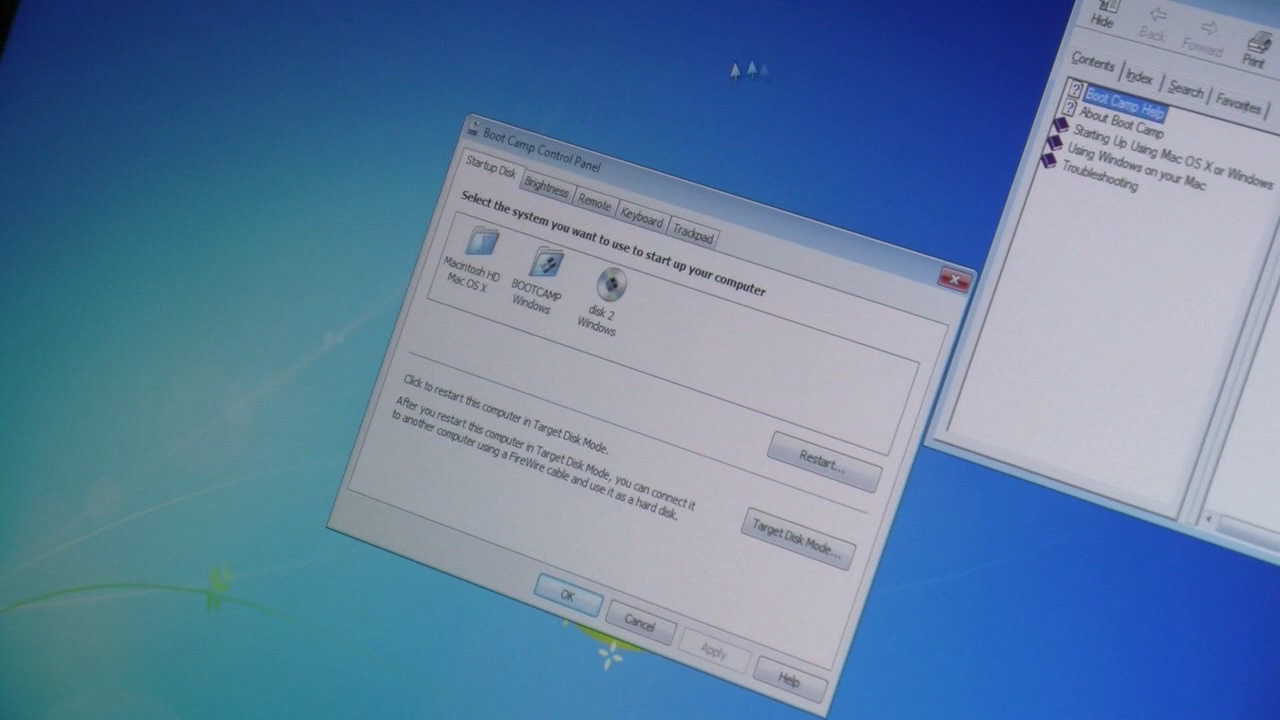 Boot Camp Control Panel
Startup Disk
Brightness
Remote
Keyboard
Trackpad
Select the system you want to use to start up your computer
Macintosh HD
Mac OS X
BOOTCAMP
Windows
disk 2
Windows
Restart...
Click to restart this computer in Target Disk Mode.
After you restart this computer in Target Disk Mode, you can connect it
to another computer using a FireWire cable and use it as a hard disk.
Target Disk Mode...
OK
Cancel
Apply
Help
Hide
Back
Forward
Print
Contents
Index
Search
Favorites
Boot Camp Help
About Boot Camp
Starting Up Using Mac OS X or Windows
Using Windows on your Mac
Troubleshooting